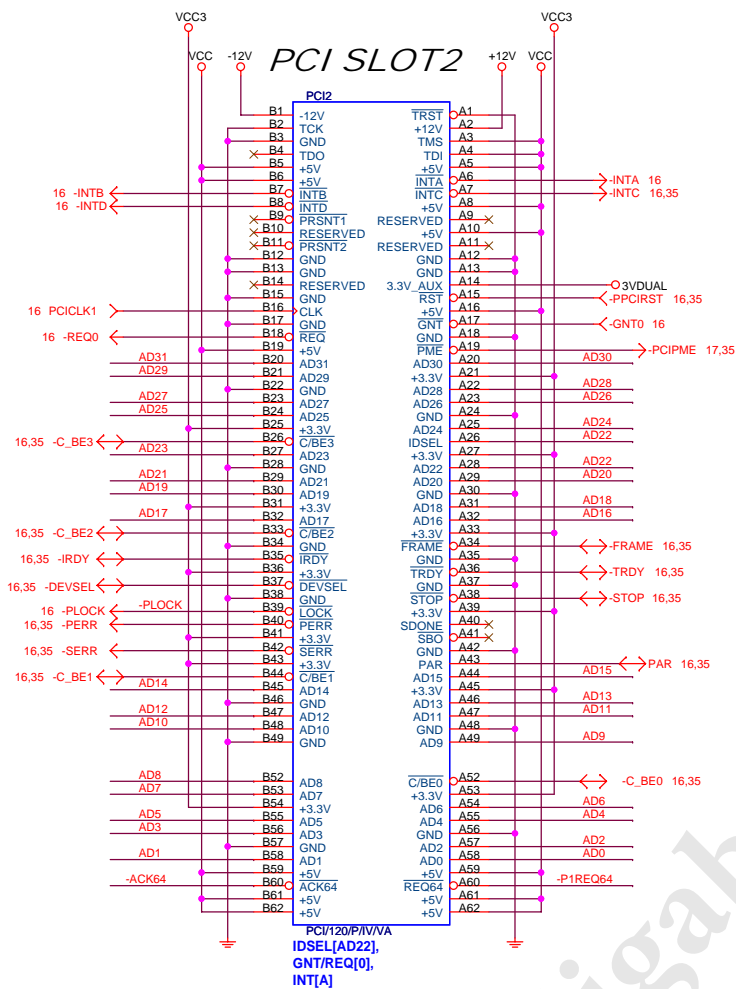 VCC3
VCC3
VCC
-12V
PCI SLOT2
+12V
VCC
PCI2
B1 -12V TRST A1
B2 TCK +12V A2
B3 GND TMS A3
B4 TDO TDI A4
B5 +5V +5V A5
B6 +5V INTA A6 -INTA 16
16 -INTB B7 INTB INTC A7 -INTC 16,35
16 -INTD B8 INTD +5V A8
B9 PRSNT1 RESERVED A9
B10 RESERVED +5V A10
B11 PRSNT2 RESERVED A11
B12 GND GND A12
B13 GND GND A13
B14 RESERVED 3.3V_AUX A14 3VDUAL
B15 GND RST A15 -PPCIRST 16,35
16 PCICLK1 B16 CLK +5V A16
B17 GND GNT A17 -GNT0 16
16 -REQ0 B18 REQ GND A18
B19 +5V PME A19 -PCIPME 17,35
AD31 B20 AD31 AD30 A20 AD30
AD29 B21 AD29 +3.3V A21
B22 GND AD28 A22 AD28
AD27 B23 AD27 AD26 A23 AD26
AD25 B24 AD25 GND A24
B25 +3.3V AD24 A25 AD24
16,35 -C_BE3 B26 C/BE3 IDSEL A26 AD22
AD23 B27 AD23 +3.3V A27
B28 GND AD22 A28 AD22
AD21 B29 AD21 AD20 A29 AD20
AD19 B30 AD19 GND A30
B31 +3.3V AD18 A31 AD18
AD17 B32 AD17 AD16 A32 AD16
16,35 -C_BE2 B33 C/BE2 +3.3V A33
B34 GND FRAME A34 -FRAME 16,35
16,35 -IRDY B35 IRDY GND A35
B36 +3.3V TRDY A36 -TRDY 16,35
16,35 -DEVSEL B37 DEVSEL GND A37
B38 GND STOP A38 -STOP 16,35
16 -PLOCK -PLOCK B39 LOCK +3.3V A39
16,35 -PERR B40 PERR SDONE A40
B41 +3.3V SBO A41
16,35 -SERR B42 SERR GND A42
B43 +3.3V PAR A43 PAR 16,35
16,35 -C_BE1 B44 C/BE1 AD15 A44 AD15
AD14 B45 AD14 +3.3V A45
B46 GND AD13 A46 AD13
AD12 B47 AD12 AD11 A47 AD11
AD10 B48 AD10 GND A48
B49 GND AD9 A49 AD9
AD8 B52 AD8 C/BE0 A52 -C_BE0 16,35
AD7 B53 AD7 +3.3V A53
B54 +3.3V AD6 A54 AD6
AD5 B55 AD5 AD4 A55 AD4
AD3 B56 AD3 GND A56
B57 GND AD2 A57 AD2
AD1 B58 AD1 AD0 A58 AD0
B59 +5V +5V A59
-ACK64 B60 ACK64 REQ64 A60 -P1REQ64
B61 +5V +5V A61
B62 +5V +5V A62
PCI/120/P/IV/VA
IDSEL[AD22],
GNT/REQ[0],
INT[A]
igab